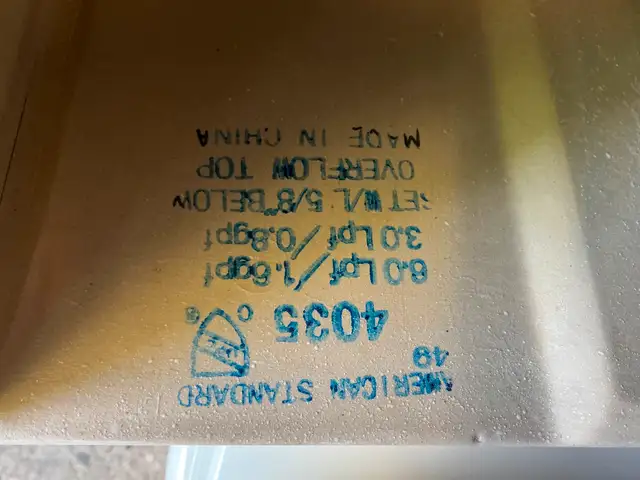 AMERICAN STANDARD
49
4035 C
6.0 Lpf/1.6gpf
3.0 Lpf/0.8gpf
SET W/L 5/8" BELOW
OVERFLOW TOP
MADE IN CHINA